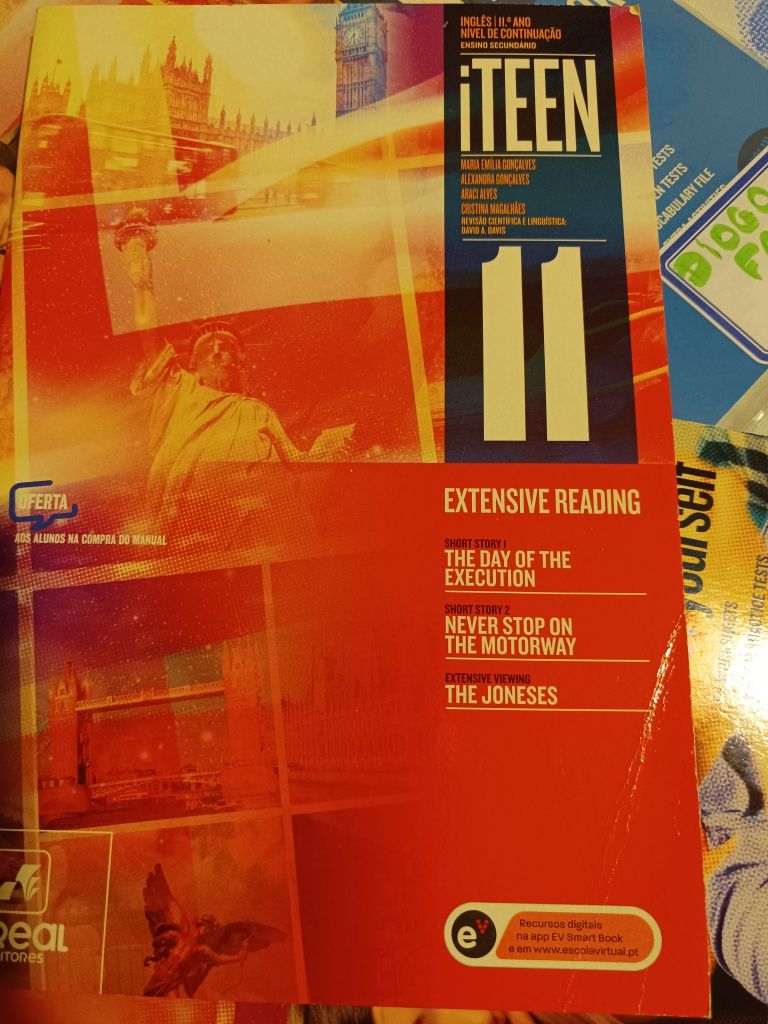 INGLÊS | 11.º ANO
NÍVEL DE CONTINUAÇÃO
ENSINO SECUNDÁRIO
iTEEN
MARIA EMÍLIA GONÇALVES
ALEXANDRA GONÇALVES
ARACI ALVES
CRISTINA MAGALHÃES
REVISÃO CIENTÍFICA E LINGUÍSTICA:
DAVID A. DAVIS
11
OFERTA
AOS ALUNOS NA COMPRA DO MANUAL
EXTENSIVE READING
SHORT STORY 1
THE DAY OF THE
EXECUTION
SHORT STORY 2
NEVER STOP ON
THE MOTORWAY
EXTENSIVE VIEWING
THE JONESES
e
Recursos digitais
na app EV Smart Book
e em www.escolavirtual.pt
TESTS
TESTS
VOCABULARY FILE
DIOGO
yourself
TESTS